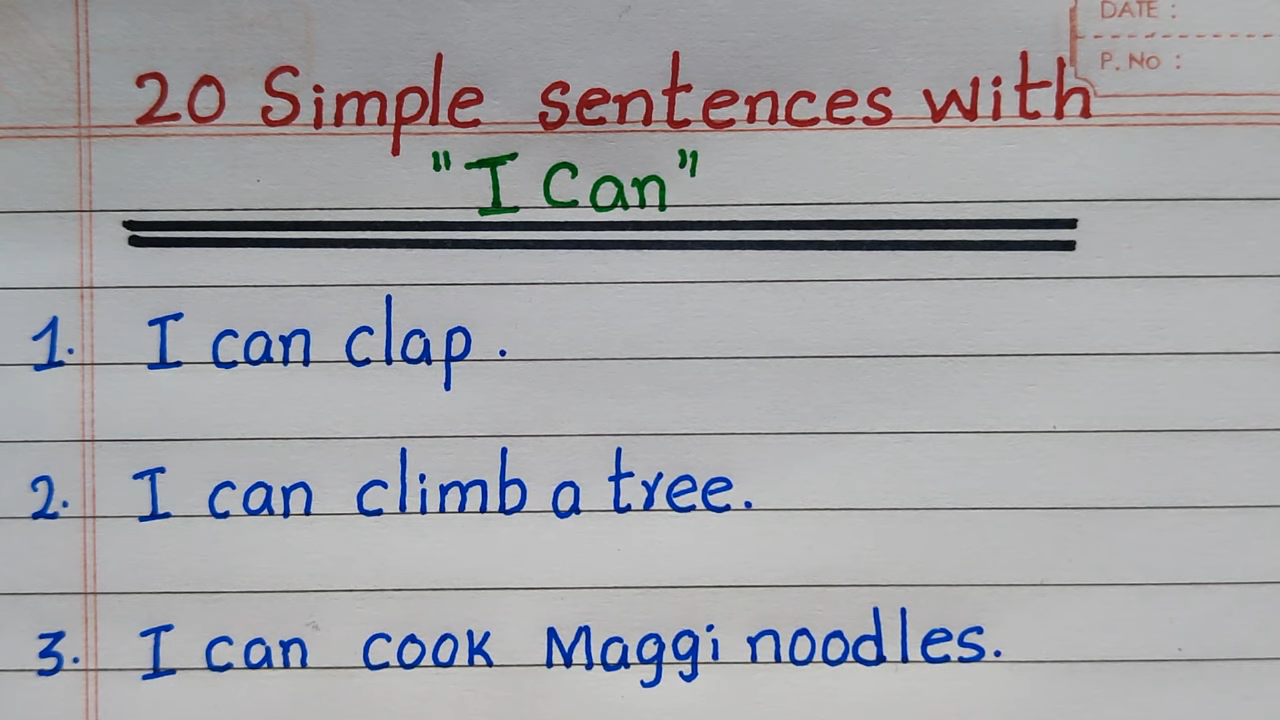 DATE :
P. No :
20 Simple sentences with
"I Can"
1. I can clap.
2. I can climb a tree.
3. I can cook Maggi noodles.